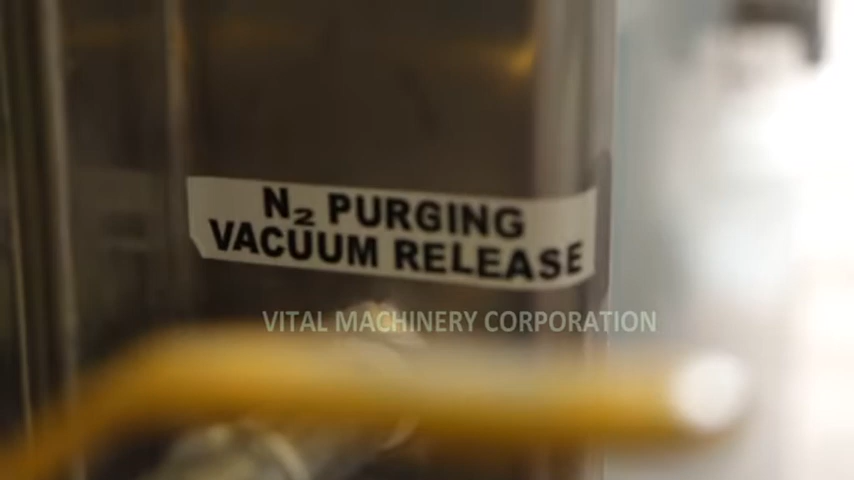 N₂ PURGING
VACUUM RELEASE
VITAL MACHINERY CORPORATION